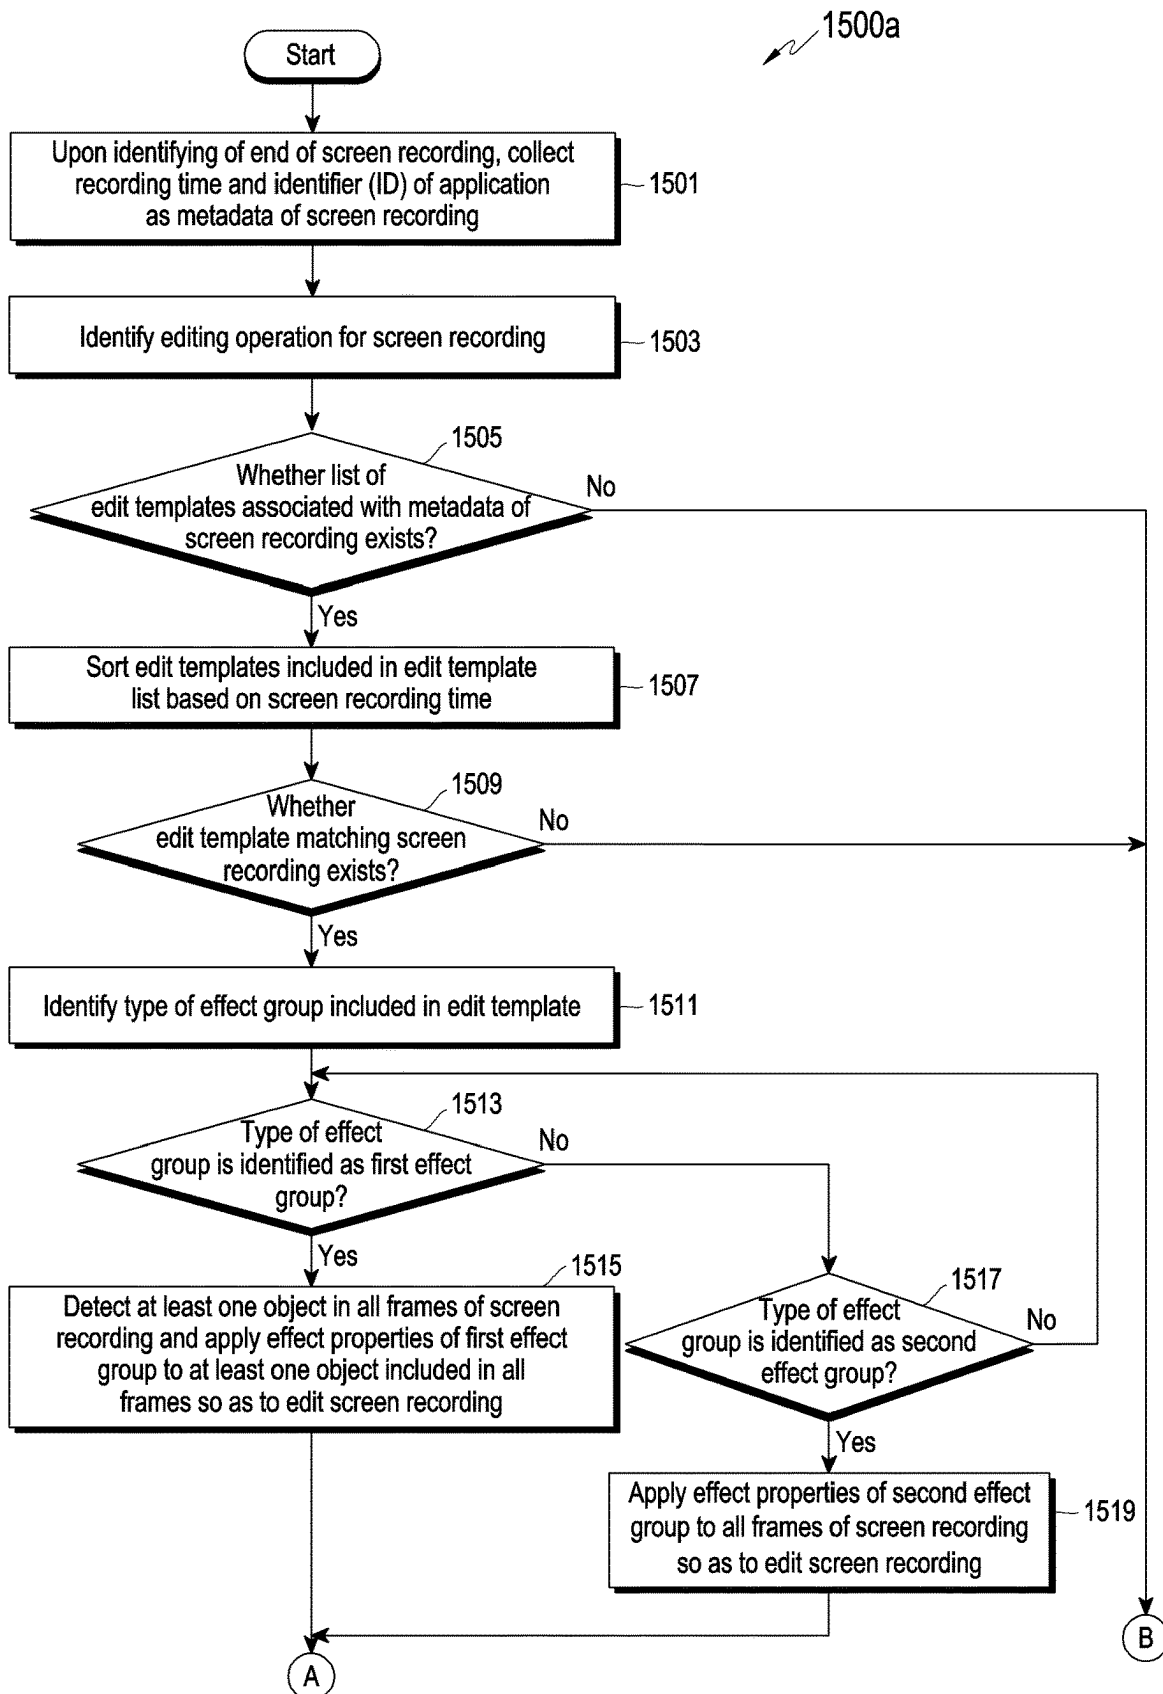 1500a
Start
Upon identifying of end of screen recording, collect
recording time and identifier (ID) of application
as metadata of screen recording
1501
Identify editing operation for screen recording
1503
1505
Whether list of
edit templates associated with metadata of
screen recording exists?
No
Yes
Sort edit templates included in edit template
list based on screen recording time
1507
1509
Whether
edit template matching screen
recording exists?
No
Yes
Identify type of effect group included in edit template
1511
1513
Type of effect
group is identified as first effect
group?
No
Yes
1515
Detect at least one object in all frames of screen
recording and apply effect properties of first effect
group to at least one object included in all
frames so as to edit screen recording
1517
Type of effect
group is identified as second
effect group?
No
Yes
Apply effect properties of second effect
group to all frames of screen recording
so as to edit screen recording
1519
B
A